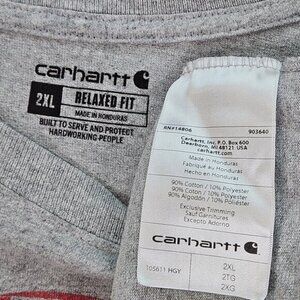 carhartt
2XL RELAXED FIT
MADE IN HONDURAS
BUILT TO SERVE AND PROTECT
HARDWORKING PEOPLE
RN#14806 903640
Carhartt, Inc. P.O. Box 600
Dearborn, MI 48121 USA
carhartt.com
Made in Honduras
Fabriqué au Honduras
Hecho en Honduras
90% Cotton / 10% Polyester
90% Coton / 10% Polyester
90% Algodón / 10% Poliéster
Exclusive Trimming
Sauf Garnitures
Excepto Adornos
carhartt
105611 HGY
2XL
2TG
2XG